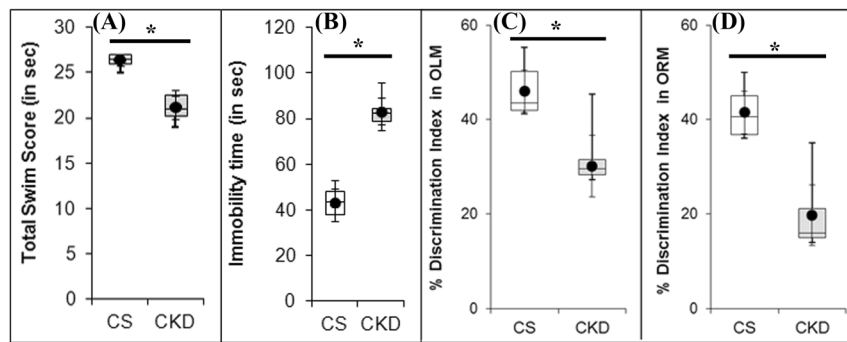 (A)
*
Total Swim Score (in sec)
30
25
20
15
10
5
0
CS CKD
(B)
*
Immobility time (in sec)
120
100
80
60
40
20
0
CS CKD
(C)
*
% Discrimination Index in OLM
60
40
20
0
CS CKD
(D)
*
% Discrimination Index in ORM
60
40
20
0
CS CKD